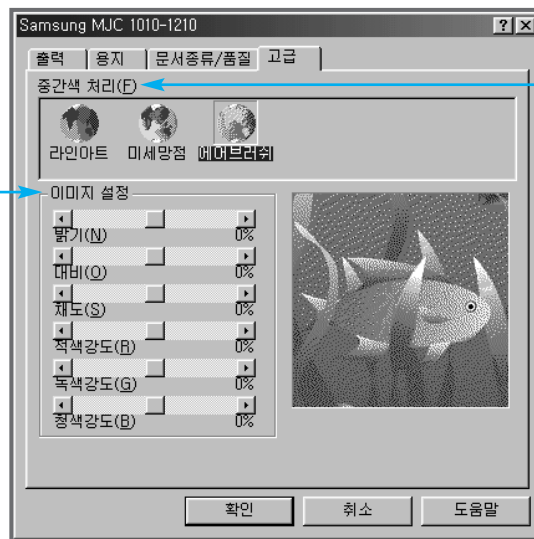 Samsung MJC 1010-1210
출력 용지 문서종류/품질 고급
중간색 처리(F)
라인아트 미세망점 에어브러쉬
이미지 설정
밝기(N) 0%
대비(O) 0%
채도(S) 0%
적색강도(R) 0%
녹색강도(G) 0%
청색강도(B) 0%
확인 취소 도움말